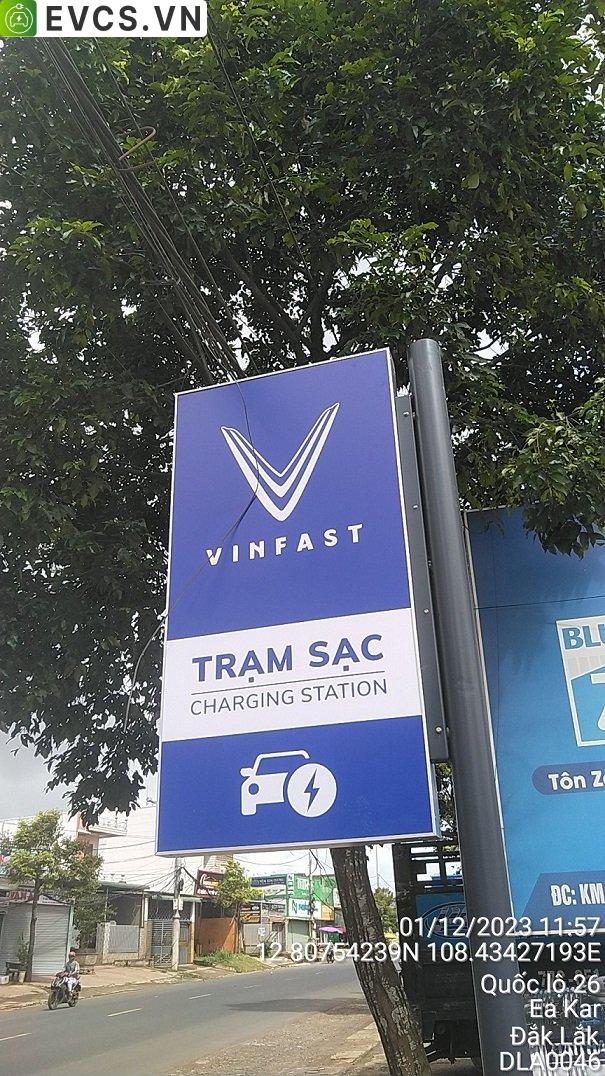 EVCS.VN
VINFAST
TRẠM SẠC
CHARGING STATION
Tôn
ĐC: KM
01/12/2023 11:57
12.80754239N 108.43427193E
Quốc lộ 26
Ea Kar
Đắk Lắk
DLA0046